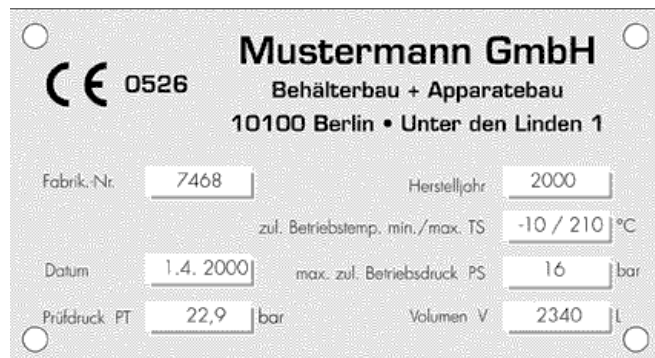 Mustermann GmbH
CE 0526
Behälterbau + Apparatebau
10100 Berlin • Unter den Linden 1
Fabrik.-Nr. 7468 Herstelljahr 2000
zul. Betriebstemp. min./max. TS -10 / 210 °C
Datum 1.4. 2000 max. zul. Betriebsdruck PS 16 bar
Prüfdruck PT 22,9 bar Volumen V 2340 L